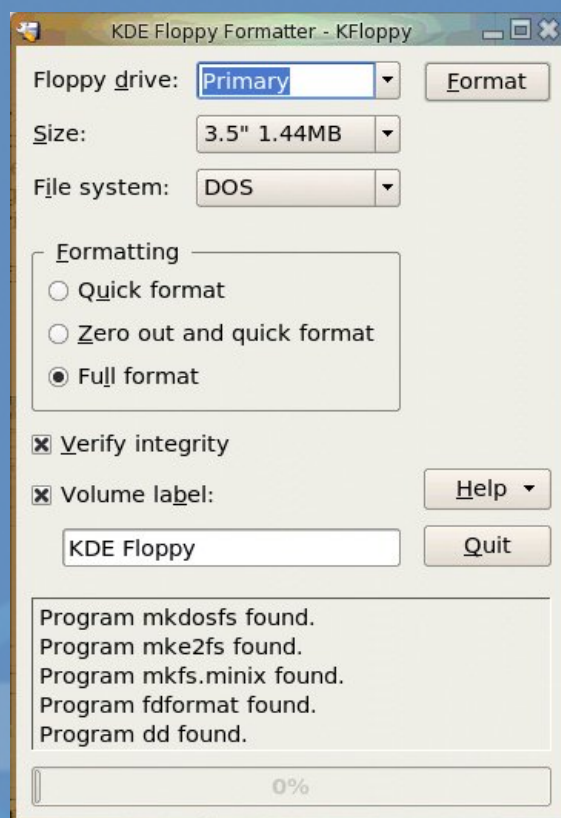 KDE Floppy Formatter - KFloppy
Floppy drive: Primary Format
Size: 3.5" 1.44MB
File system: DOS
Formatting
Quick format
Zero out and quick format
Full format
Verify integrity
Volume label: Help
KDE Floppy Quit
Program mkdosfs found.
Program mke2fs found.
Program mkfs.minix found.
Program fdformat found.
Program dd found.
0%